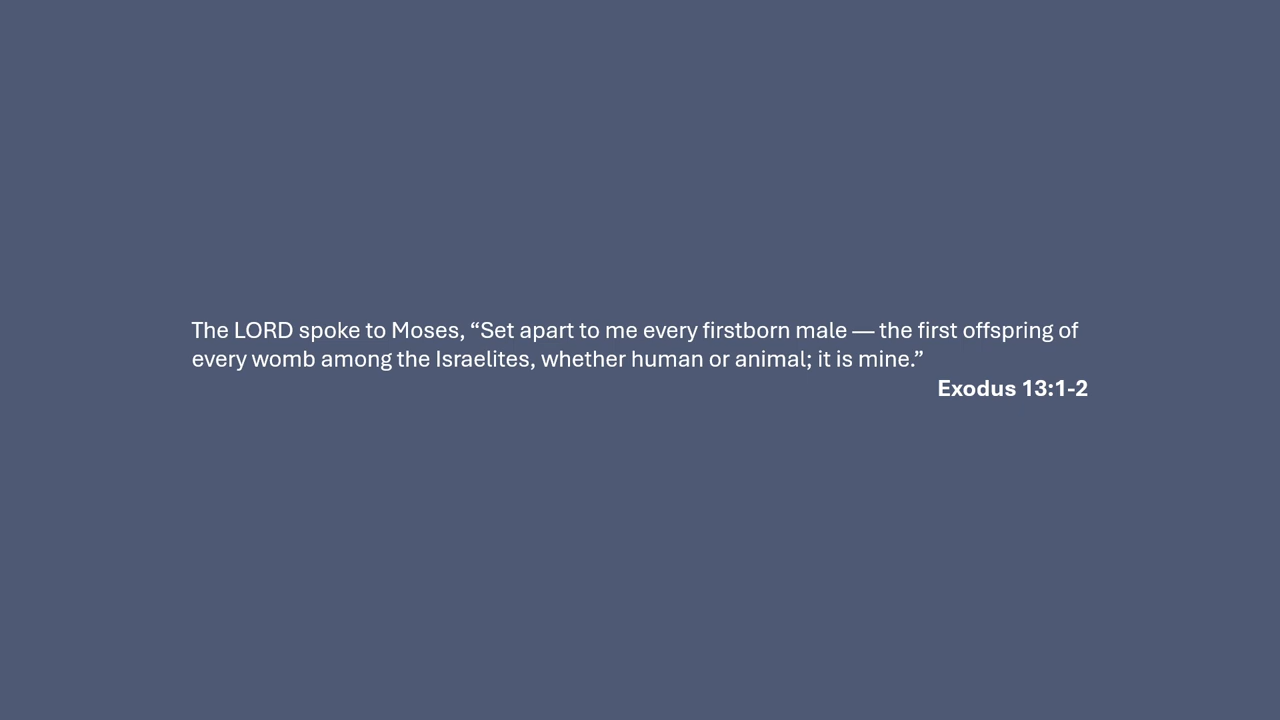 The LORD spoke to Moses, “Set apart to me every firstborn male — the first offspring of
every womb among the Israelites, whether human or animal; it is mine.”
Exodus 13:1-2